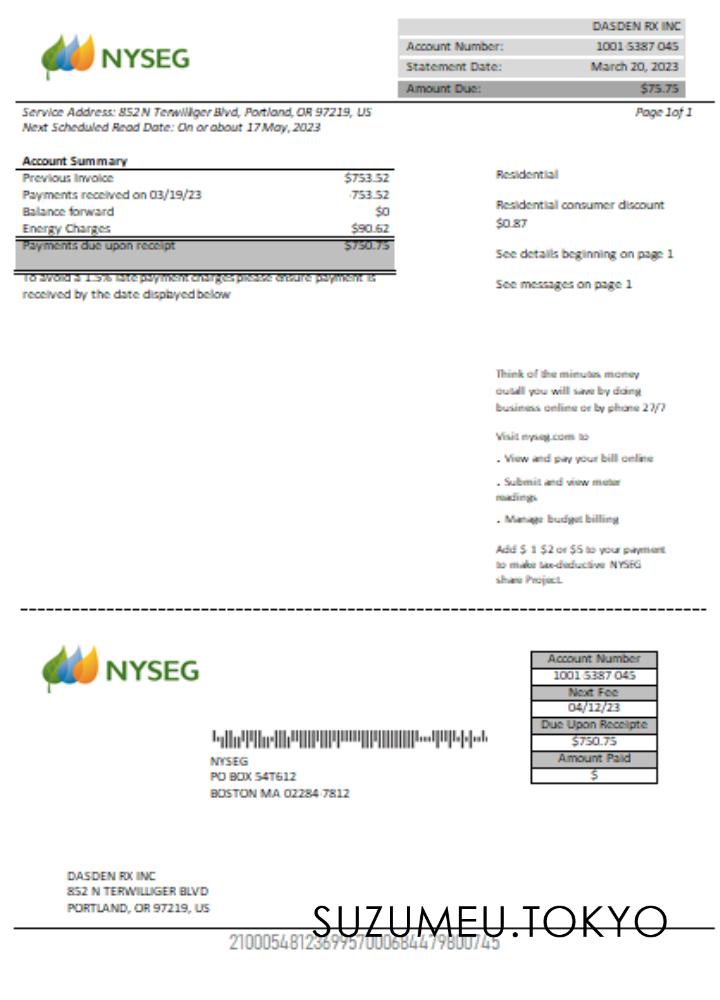 NYSEG
DASDEN RX INC
Account Number: 1001 5387 045
Statement Date: March 20, 2023
Amount Due: $75.75
Service Address: 852 N Terwilliger Blvd, Portland, OR 97219, US
Page 1of 1
Next Scheduled Read Date: On or about 17 May, 2023
Account Summary
Previous Invoice $753.52
Payments received on 03/19/23 -753.52
Balance forward $0
Energy Charges $90.62
Payments due upon receipt $750.75
To avoid a 1.5% late payment charges please ensure payment is
received by the date displayed below
Residential
Residential consumer discount
$0.87
See details beginning on page 1
See messages on page 1
Think of the minutes money
outall you will save by doing
business online or by phone 27/7
Visit nyseg.com to
. View and pay your bill online
. Submit and view meter
readings
. Manage budget billing
Add $ 1 $2 or $5 to your payment
to make tax-deductive NYSEG
share Project.
NYSEG
Account Number
1001 5387 045
Next Fee
04/12/23
Due Upon Receipte
$750.75
Amount Paid
$
NYSEG
PO BOX 54T612
BOSTON MA 02284 7812
DASDEN RX INC
852 N TERWILLIGER BLVD
PORTLAND, OR 97219, US
SUZUMEU.TOKYO
21000548123699570006844798007​45